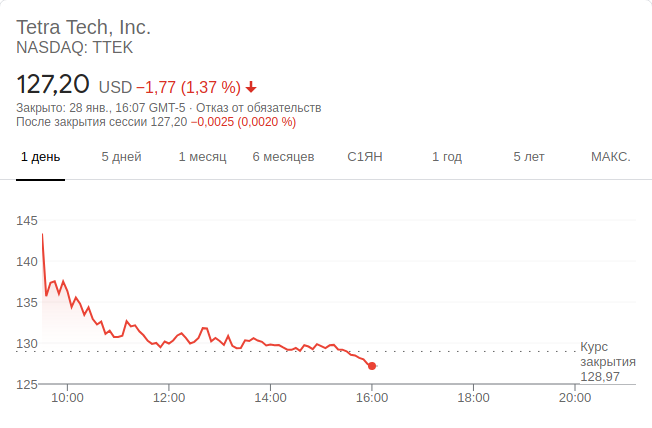 Tetra Tech, Inc.
NASDAQ: TTEK
127,20 USD −1,77 (1,37 %)
Закрыто: 28 янв., 16:07 GMT-5 · Отказ от обязательств
После закрытия сессии 127,20 −0,0025 (0,0020 %)
1 день 5 дней 1 месяц 6 месяцев С1ЯН 1 год 5 лет МАКС.
145
140
135
130
125
Курс
закрытия
128,97
10:00 12:00 14:00 16:00 18:00 20:00